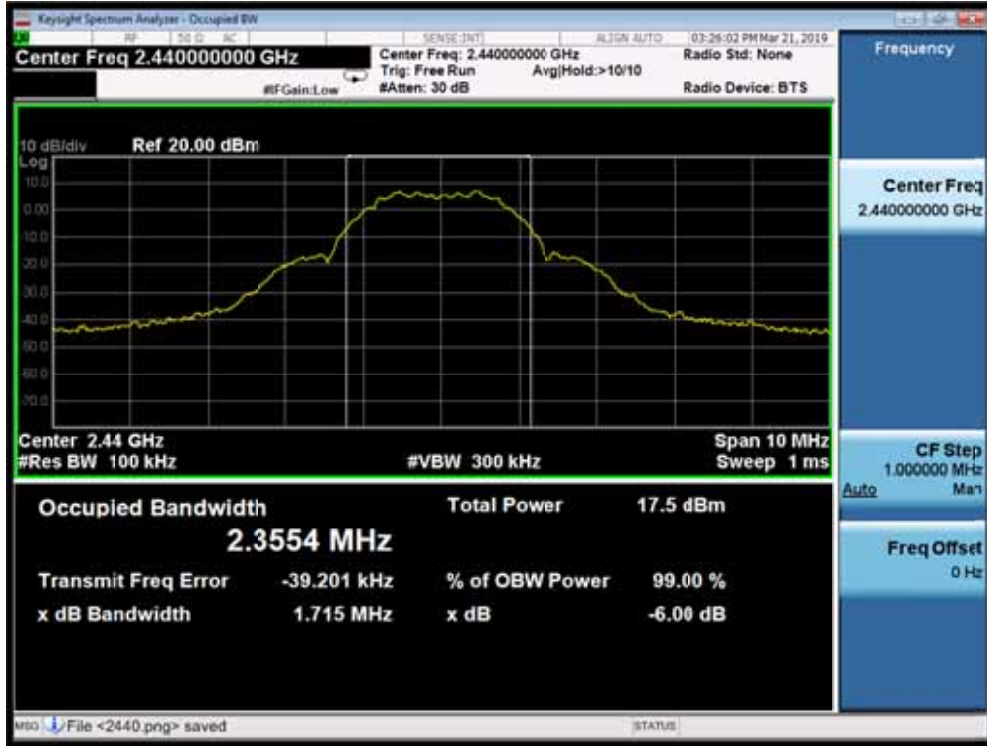 Keysight Spectrum Analyzer - Occupied BW
RF 50 Ω AC SENSE:INT ALIGN AUTO 03:26:02 PM Mar 21, 2019
Center Freq 2.440000000 GHz
Center Freq: 2.440000000 GHz
Radio Std: None
Trig: Free Run Avg|Hold:>10/10
#IFGain:Low
#Atten: 30 dB
Radio Device: BTS
10 dB/div Ref 20.00 dBm
Log
10.0
0.00
-10.0
-20.0
-30.0
-40.0
-50.0
-60.0
-70.0
Center 2.44 GHz
Span 10 MHz
#Res BW 100 kHz
#VBW 300 kHz
Sweep 1 ms
Occupied Bandwidth
2.3554 MHz
Total Power 17.5 dBm
Transmit Freq Error -39.201 kHz
% of OBW Power 99.00 %
x dB Bandwidth 1.715 MHz
x dB -6.00 dB
Frequency
Center Freq
2.440000000 GHz
CF Step
1.000000 MHz
Auto Man
Freq Offset
0 Hz
MSG File <2440.png> saved
STATUS